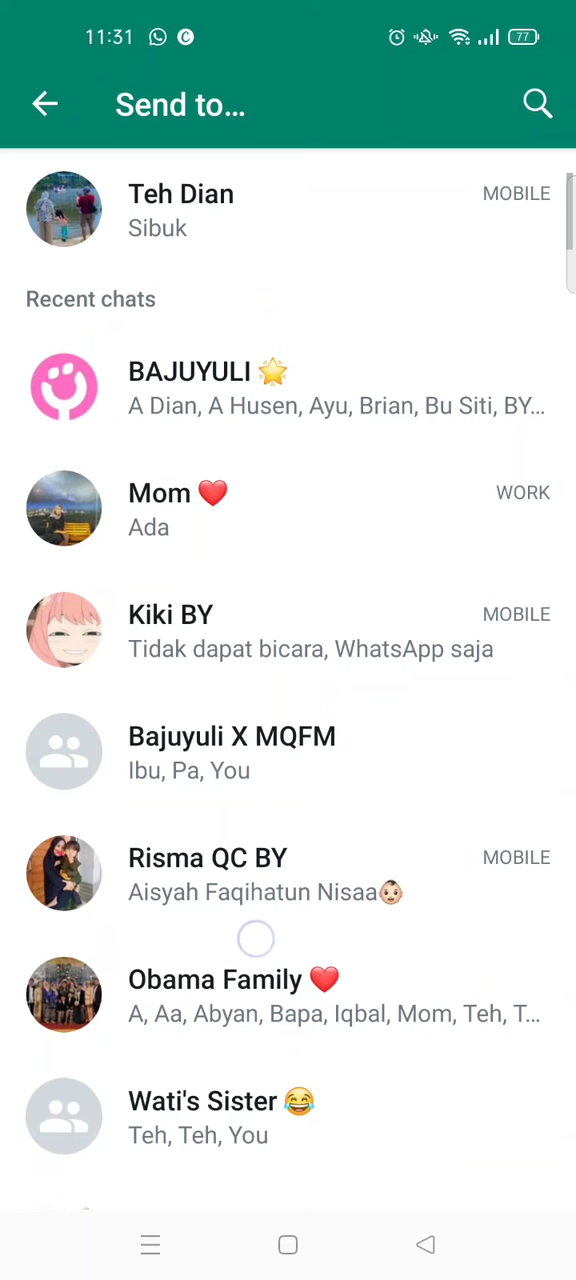 11:31
77
Send to...
Teh Dian
MOBILE
Sibuk
Recent chats
BAJUYULI 🌟
A Dian, A Husen, Ayu, Brian, Bu Siti, BY...
Mom ❤️
WORK
Ada
Kiki BY
MOBILE
Tidak dapat bicara, WhatsApp saja
Bajuyuli X MQFM
Ibu, Pa, You
Risma QC BY
MOBILE
Aisyah Faqihatun Nisaa👶🏻
Obama Family ❤️
A, Aa, Abyan, Bapa, Iqbal, Mom, Teh, T...
Wati's Sister 😂
Teh, Teh, You